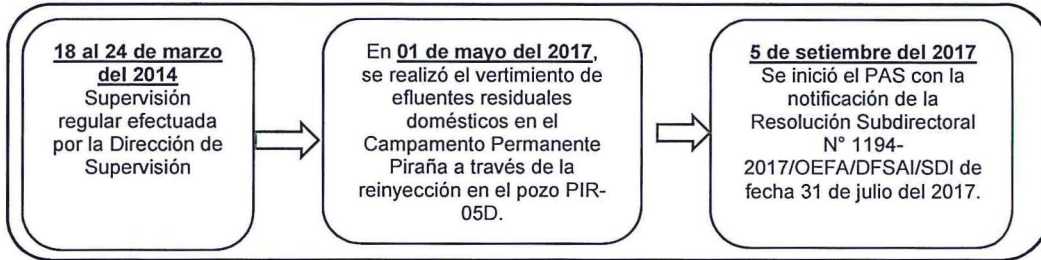 18 al 24 de marzo
del 2014
Supervisión
regular efectuada
por la Dirección de
Supervisión
En 01 de mayo del 2017,
se realizó el vertimiento de
efluentes residuales
domésticos en el
Campamento Permanente
Piraña a través de la
reinyección en el pozo PIR-
05D.
5 de setiembre del 2017
Se inició el PAS con la
notificación de la
Resolución Subdirectoral
N° 1194-
2017/OEFA/DFSAI/SDI de
fecha 31 de julio del 2017.